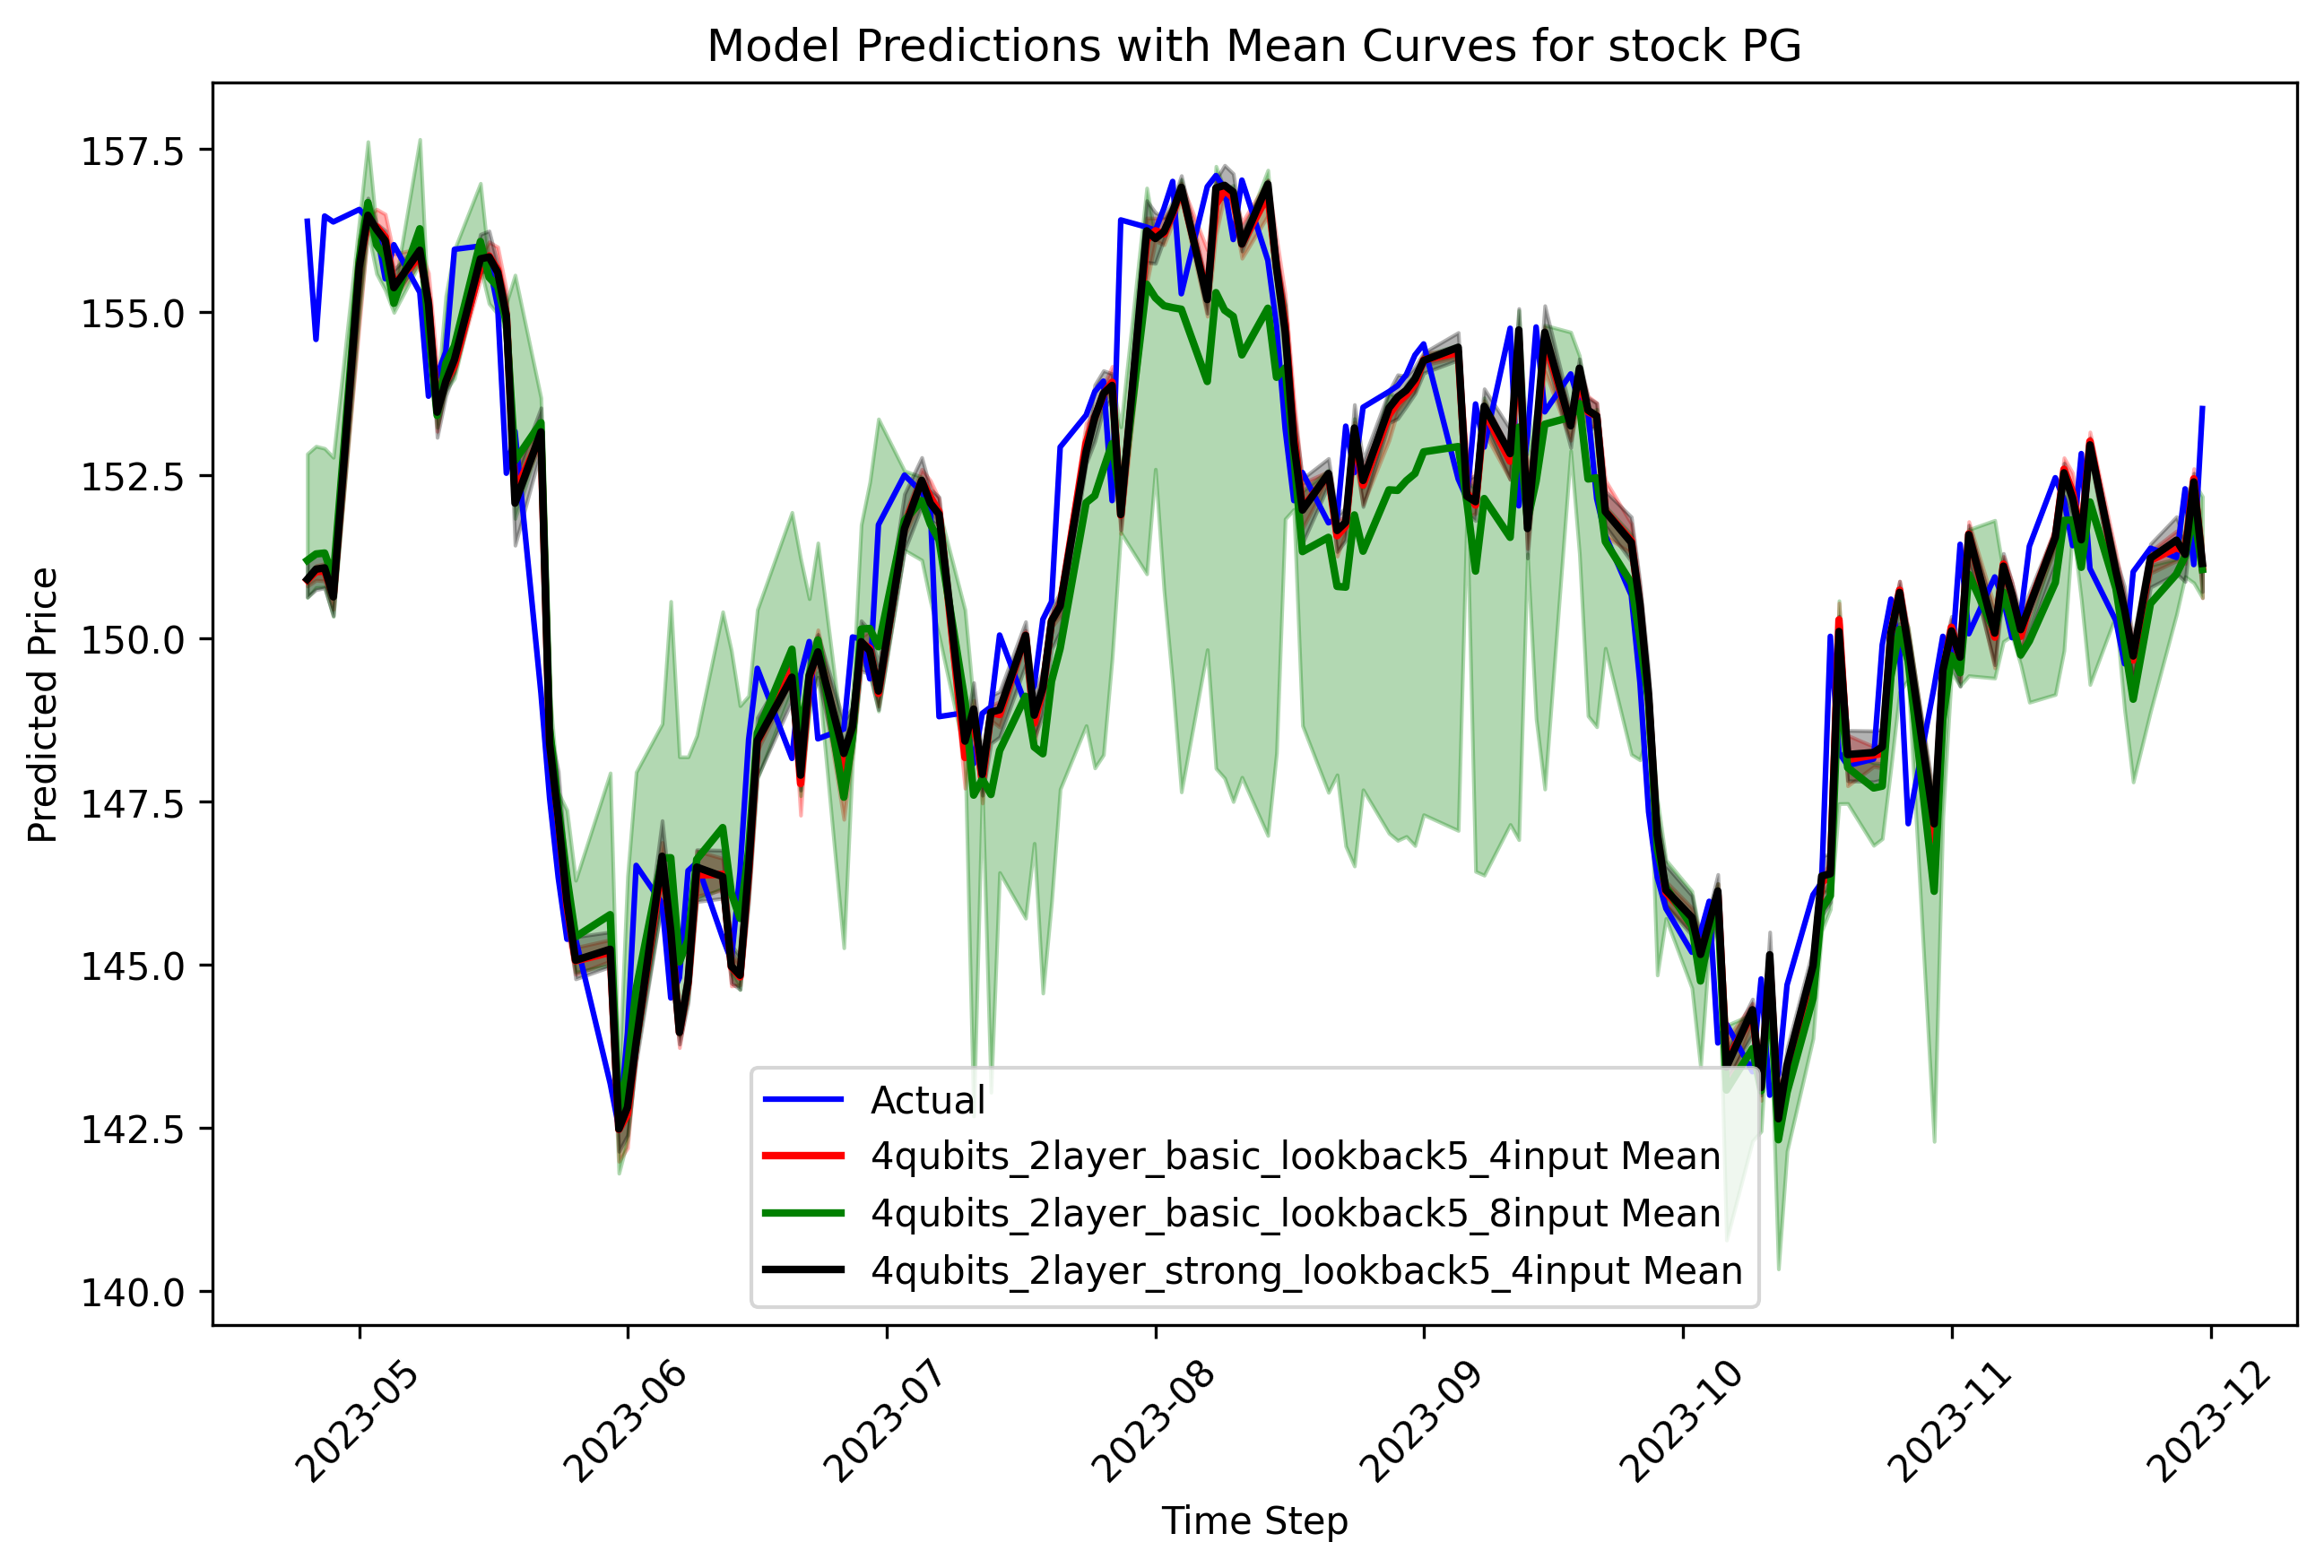 Model Predictions with Mean Curves for stock PG
Predicted Price
157.5
155.0
152.5
150.0
147.5
145.0
142.5
140.0
Actual
4qubits_2layer_basic_lookback5_4input Mean
4qubits_2layer_basic_lookback5_8input Mean
4qubits_2layer_strong_lookback5_4input Mean
2023-05
2023-06
2023-07
2023-08
2023-09
2023-10
2023-11
2023-12
Time Step